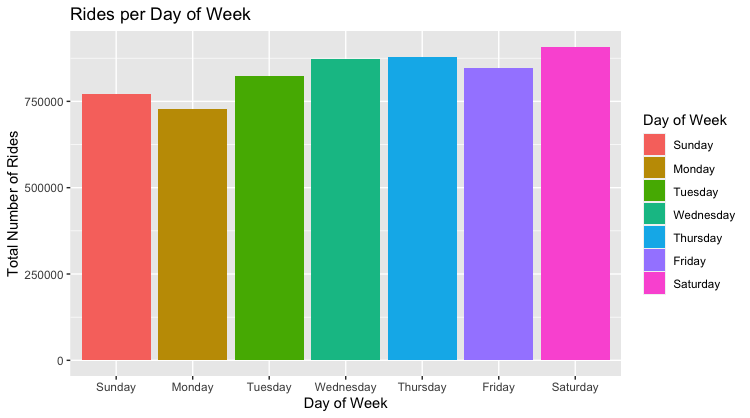 Rides per Day of Week
Total Number of Rides
750000
500000
250000
0
Sunday Monday Tuesday Wednesday Thursday Friday Saturday
Day of Week
Day of Week
Sunday
Monday
Tuesday
Wednesday
Thursday
Friday
Saturday